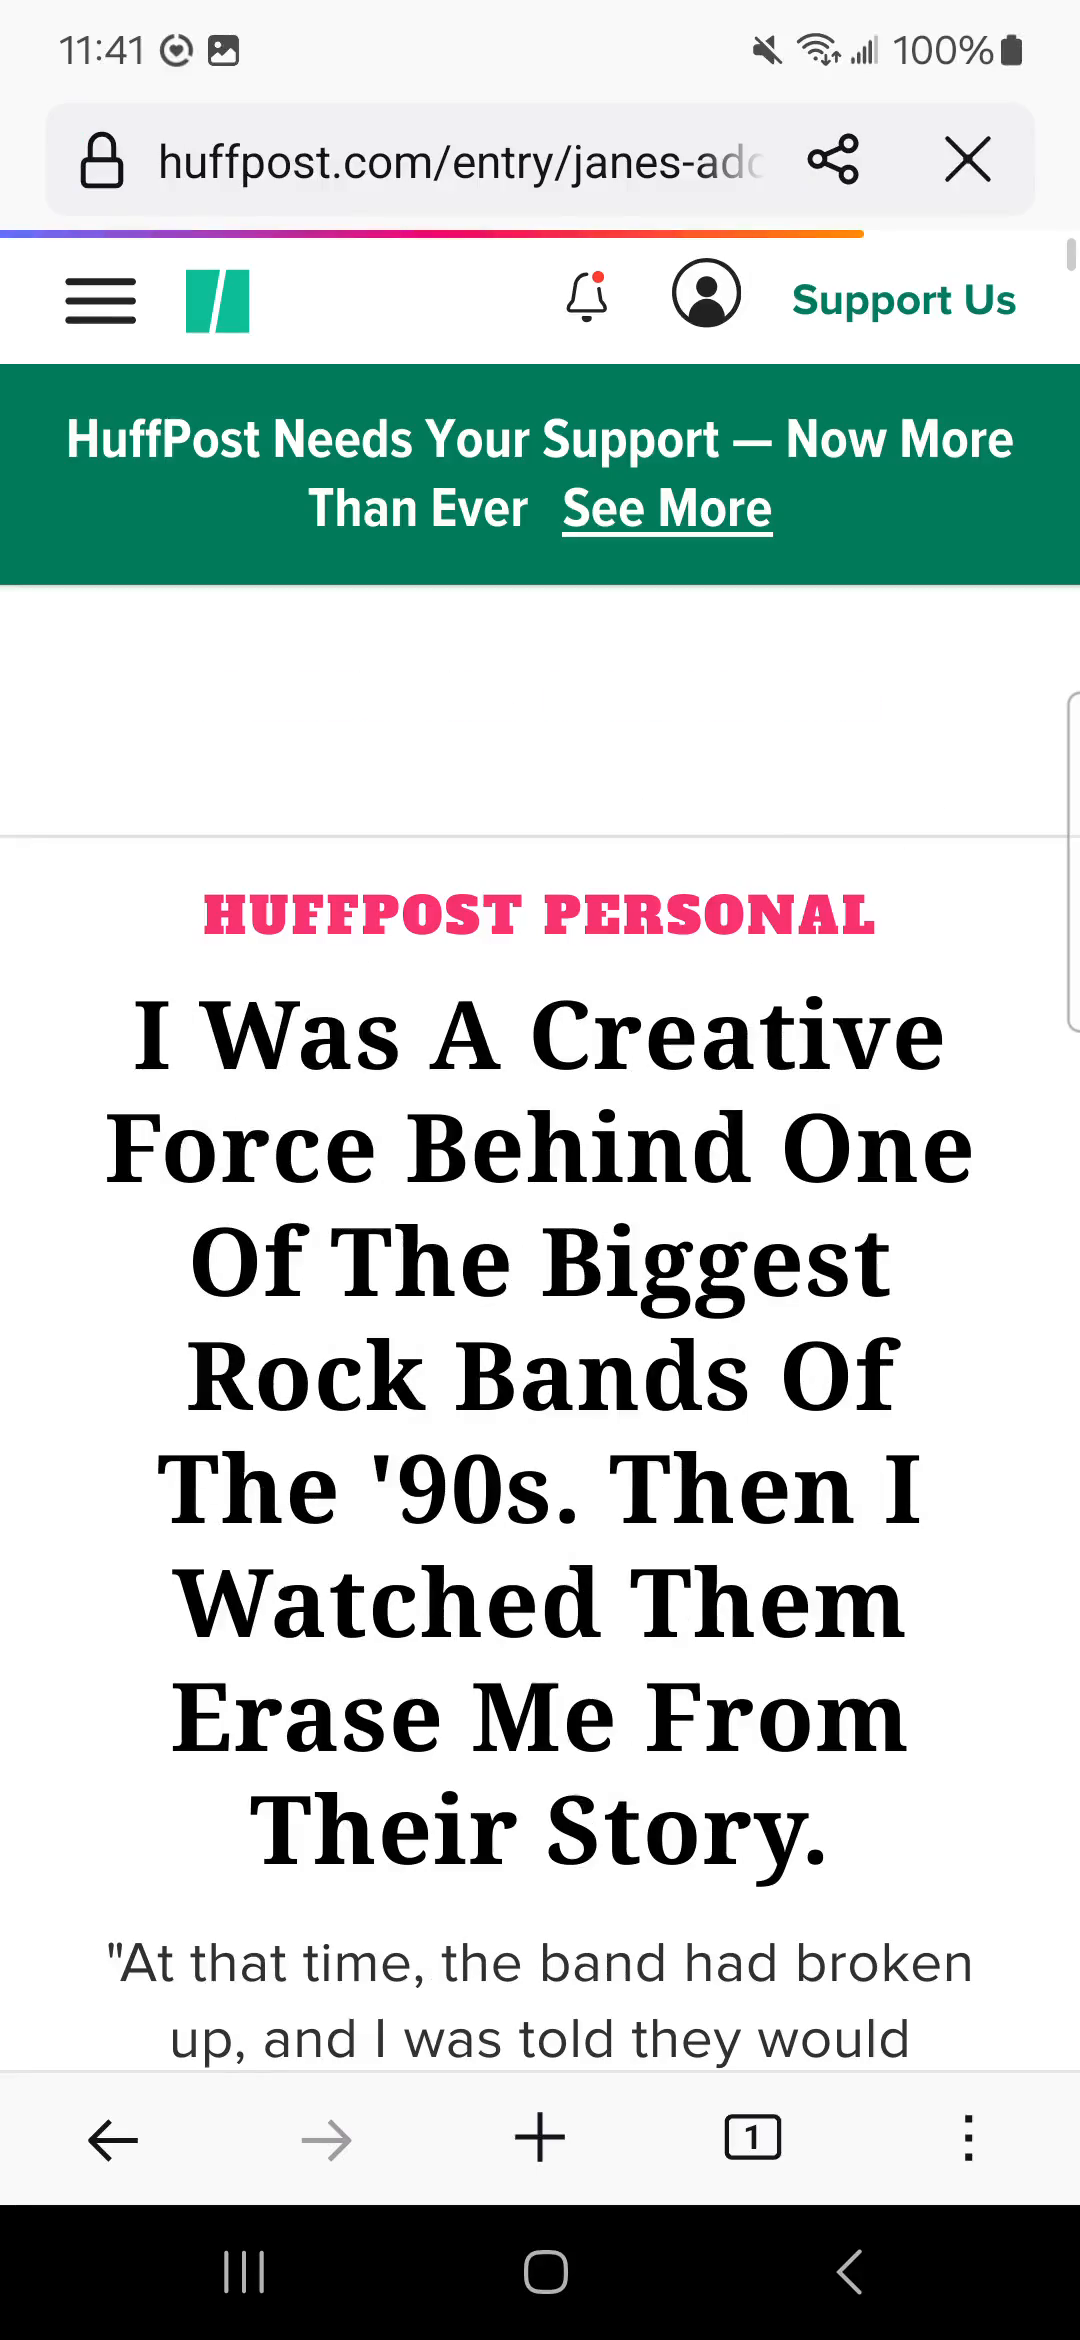 11:41 100%
huffpost.com/entry/janes-add
Support Us
HuffPost Needs Your Support — Now More
Than Ever See More
HUFFPOST PERSONAL
I Was A Creative
Force Behind One
Of The Biggest
Rock Bands Of
The '90s. Then I
Watched Them
Erase Me From
Their Story.
"At that time, the band had broken
up, and I was told they would
1